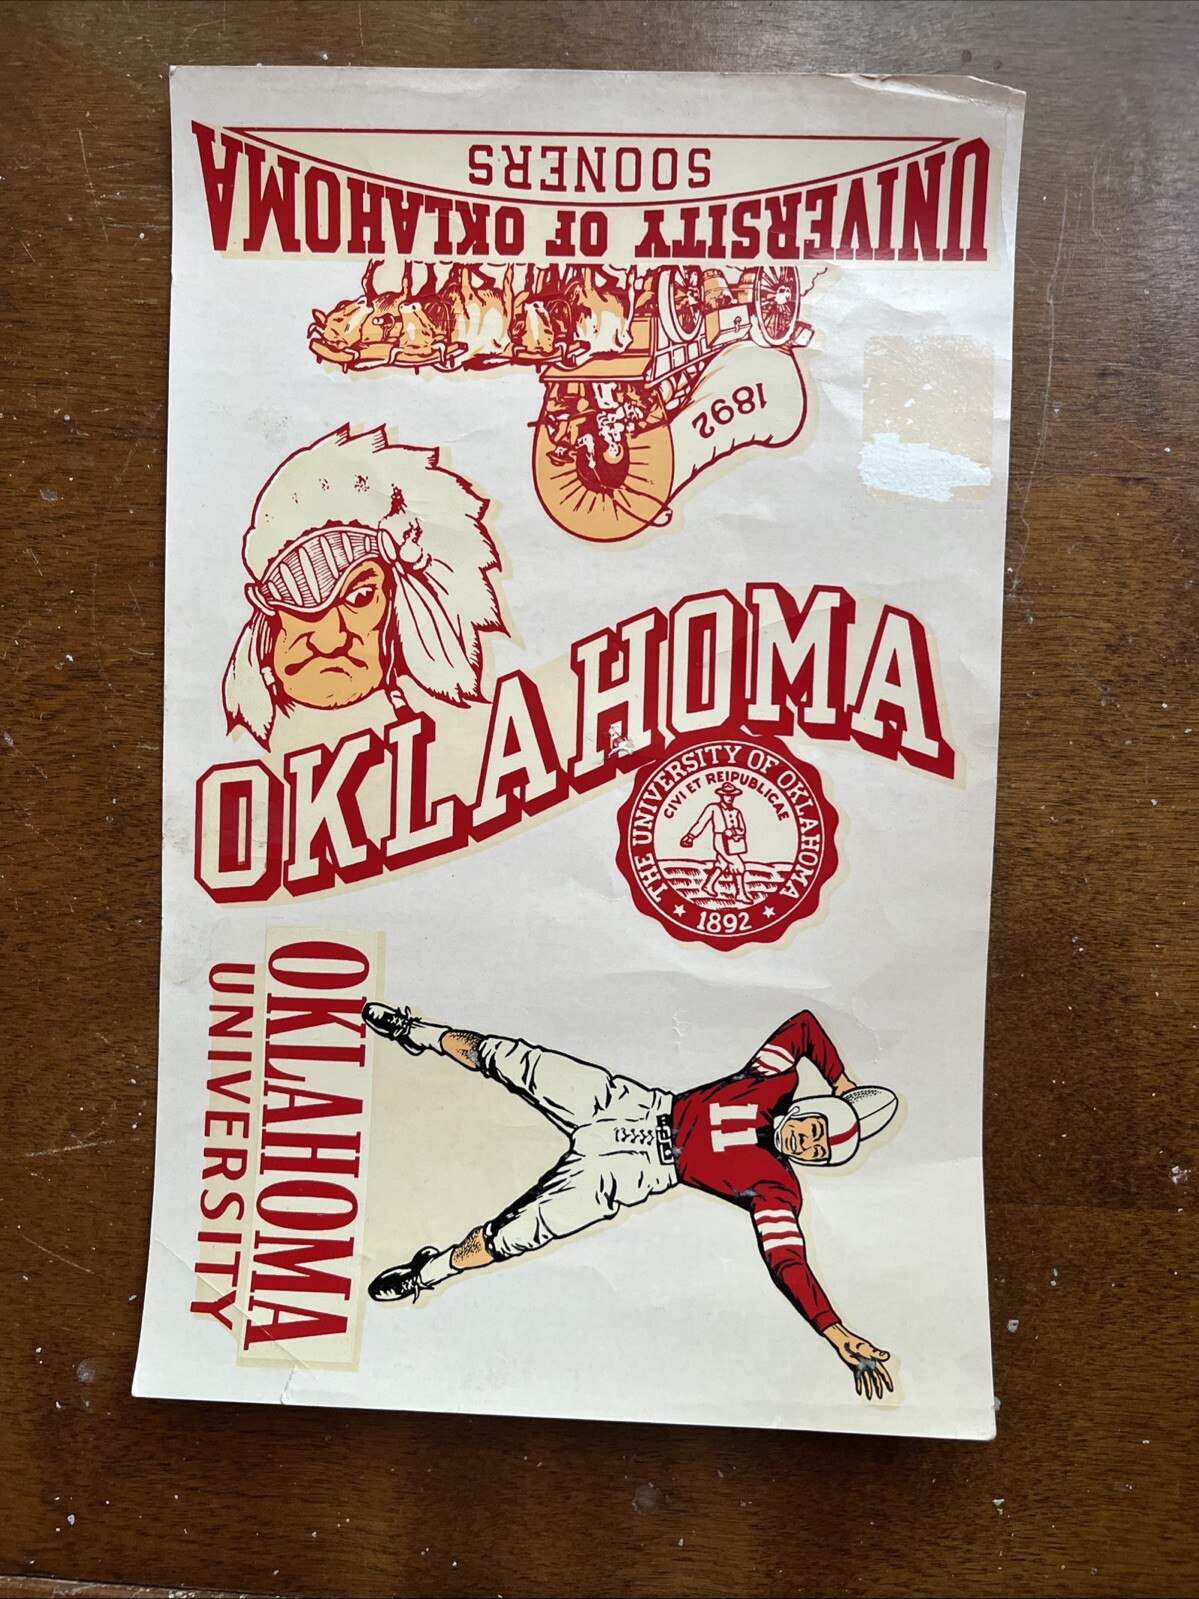 UNIVERSITY OF OKLAHOMA
SOONERS
1892
OKLAHOMA
THE UNIVERSITY OF OKLAHOMA
CIVI ET REIPUBLICAE
1892
OKLAHOMA
UNIVERSITY
11